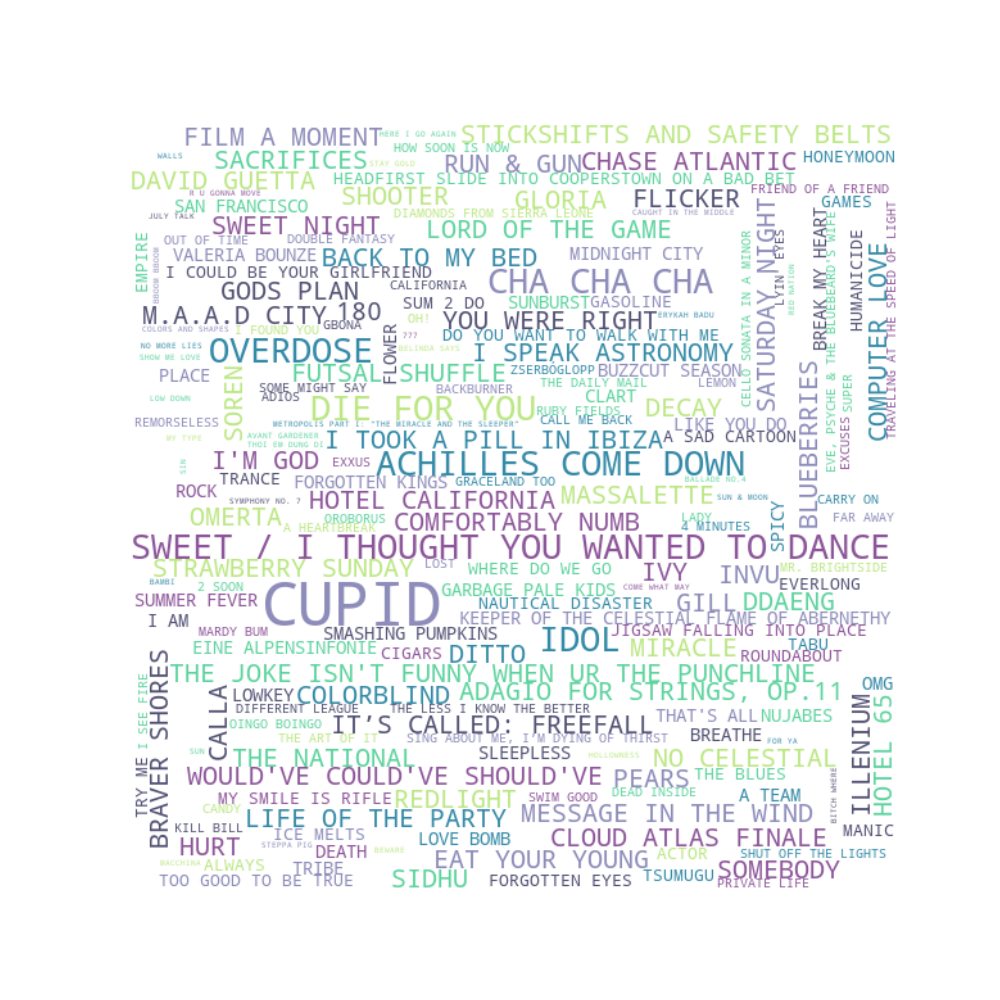 FILM A MOMENT
HERE I GO AGAIN
STICKSHIFTS AND SAFETY BELTS
HOW SOON IS NOW
WALLS
SACRIFICES
STAY GOLD
RUN & GUN
CHASE ATLANTIC
HONEYMOON
DAVID GUETTA
HEADFIRST SLIDE INTO COOPERSTOWN ON A BAD BET
R U GONNA MOVE
SHOOTER
GLORIA
FLICKER
FRIEND OF A FRIEND
GAMES
SAN FRANCISCO
JULY TALK
DIAMONDS FROM SIERRA LEONE
CAUGHT IN THE MIDDLE
SWEET NIGHT
LORD OF THE GAME
EMPIRE
OUT OF TIME
DOUBLE FANTASY
BBOOM BBOOM
VALERIA BOUNZE
BACK TO MY BED
MIDNIGHT CITY
I COULD BE YOUR GIRLFRIEND
CALIFORNIA
CHA CHA CHA
GODS PLAN
SUM 2 DO
SUNBURST
GASOLINE
M.A.A.D CITY
180
GBONA
OH!
YOU WERE RIGHT
ERYKAH BADU
COLORS AND SHAPES
I FOUND YOU
FLOWER
???
DO YOU WANT TO WALK WITH ME
NO MORE LIES
SHOW ME LOVE
OVERDOSE
BELINDA SAYS
I SPEAK ASTRONOMY
CELLO SONATA IN A MINOR
SATURDAY NIGHT
LYIN' EYES
RED NATION
BREAK MY HEART
EVE, PSYCHE & THE BLUEBEARD'S WIFE
HUMANICIDE
COMPUTER LOVE
TRAVELING AT THE SPEED OF LIGHT
PLACE
SOREN
FUTSAL SHUFFLE
ZSERBÓGLOPP
BUZZCUT SEASON
SOME MIGHT SAY
BACKBURNER
THE DAILY MAIL
LEMON
LOW DOWN
ADIOS
CLART
DIE FOR YOU
RUBY FIELDS
DECAY
BLUEBERRIES
EXCUSES
SUPER
REMORSELESS
METROPOLIS PART I: "THE MIRACLE AND THE SLEEPER"
CALL ME BACK
LIKE YOU DO
MY TYPE
AVANT GARDENER
THOI EM DUNG DI
I TOOK A PILL IN IBIZA
A SAD CARTOON
SIN
I'M GOD
EXXUS
ACHILLES COME DOWN
TRANCE
FORGOTTEN KINGS
GRACELAND TOO
BALLADE NO.4
ROCK
SYMPHONY NO. 7
HOTEL CALIFORNIA
MASSALETTE
SUN & MOON
CARRY ON
OMERTA
OROBORUS
A HEARTBREAK
COMFORTABLY NUMB
LADY
4 MINUTES
SPICY
FAR AWAY
SWEET / I THOUGHT YOU WANTED TO DANCE
STRAWBERRY SUNDAY
LOST
WHERE DO WE GO
IVY
INVU
MR. BRIGHTSIDE
BAMBI
2 SOON
CUPID
GARBAGE PALE KIDS
COME WHAT MAY
EVERLONG
SUMMER FEVER
NAUTICAL DISASTER
GILL
DDAENG
I AM
KEEPER OF THE CELESTIAL FLAME OF ABERNETHY
MARDY BUM
SMASHING PUMPKINS
IDOL
JIGSAW FALLING INTO PLACE
EINE ALPENSINFONIE
CIGARS
DITTO
MIRACLE
TABU
ROUNDABOUT
BRAVER SHORES
TRY ME
I SEE FIRE
THE JOKE ISN'T FUNNY WHEN UR THE PUNCHLINE
CALLA
LOWKEY
COLORBLIND
ADAGIO FOR STRINGS, OP.11
OMG
DIFFERENT LEAGUE
THE LESS I KNOW THE BETTER
OINGO BOINGO
IT’S CALLED: FREEFALL
THAT'S ALL
NUJABES
ILLENIUM
HOTEL 65
THE ART OF IT
SING ABOUT ME, I’M DYING OF THIRST
BREATHE
FOR YA
SUN
THE NATIONAL
SLEEPLESS
HOLLOWNESS
NO CELESTIAL
WOULD'VE COULD'VE SHOULD'VE
PEARS
THE BLUES
BITCH WHERE
MY SMILE IS RIFLE
REDLIGHT
SWIM GOOD
DEAD INSIDE
A TEAM
CANDY
LIFE OF THE PARTY
MESSAGE IN THE WIND
KILL BILL
ICE MELTS
MANIC
HURT
STEPPA PIG
DEATH
BEWARE
LOVE BOMB
CLOUD ATLAS FINALE
BACCHIKA
ALWAYS
TRIBE
EAT YOUR YOUNG
ACTOR
SHUT OFF THE LIGHTS
TOO GOOD TO BE TRUE
SIDHU
FORGOTTEN EYES
TSUMUGU
SOMEBODY
PRIVATE LIFE